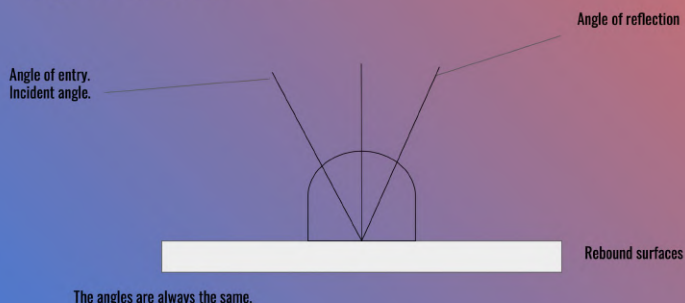 Angle of reflection
Angle of entry.
Incident angle.
Rebound surfaces
The angles are always the same.